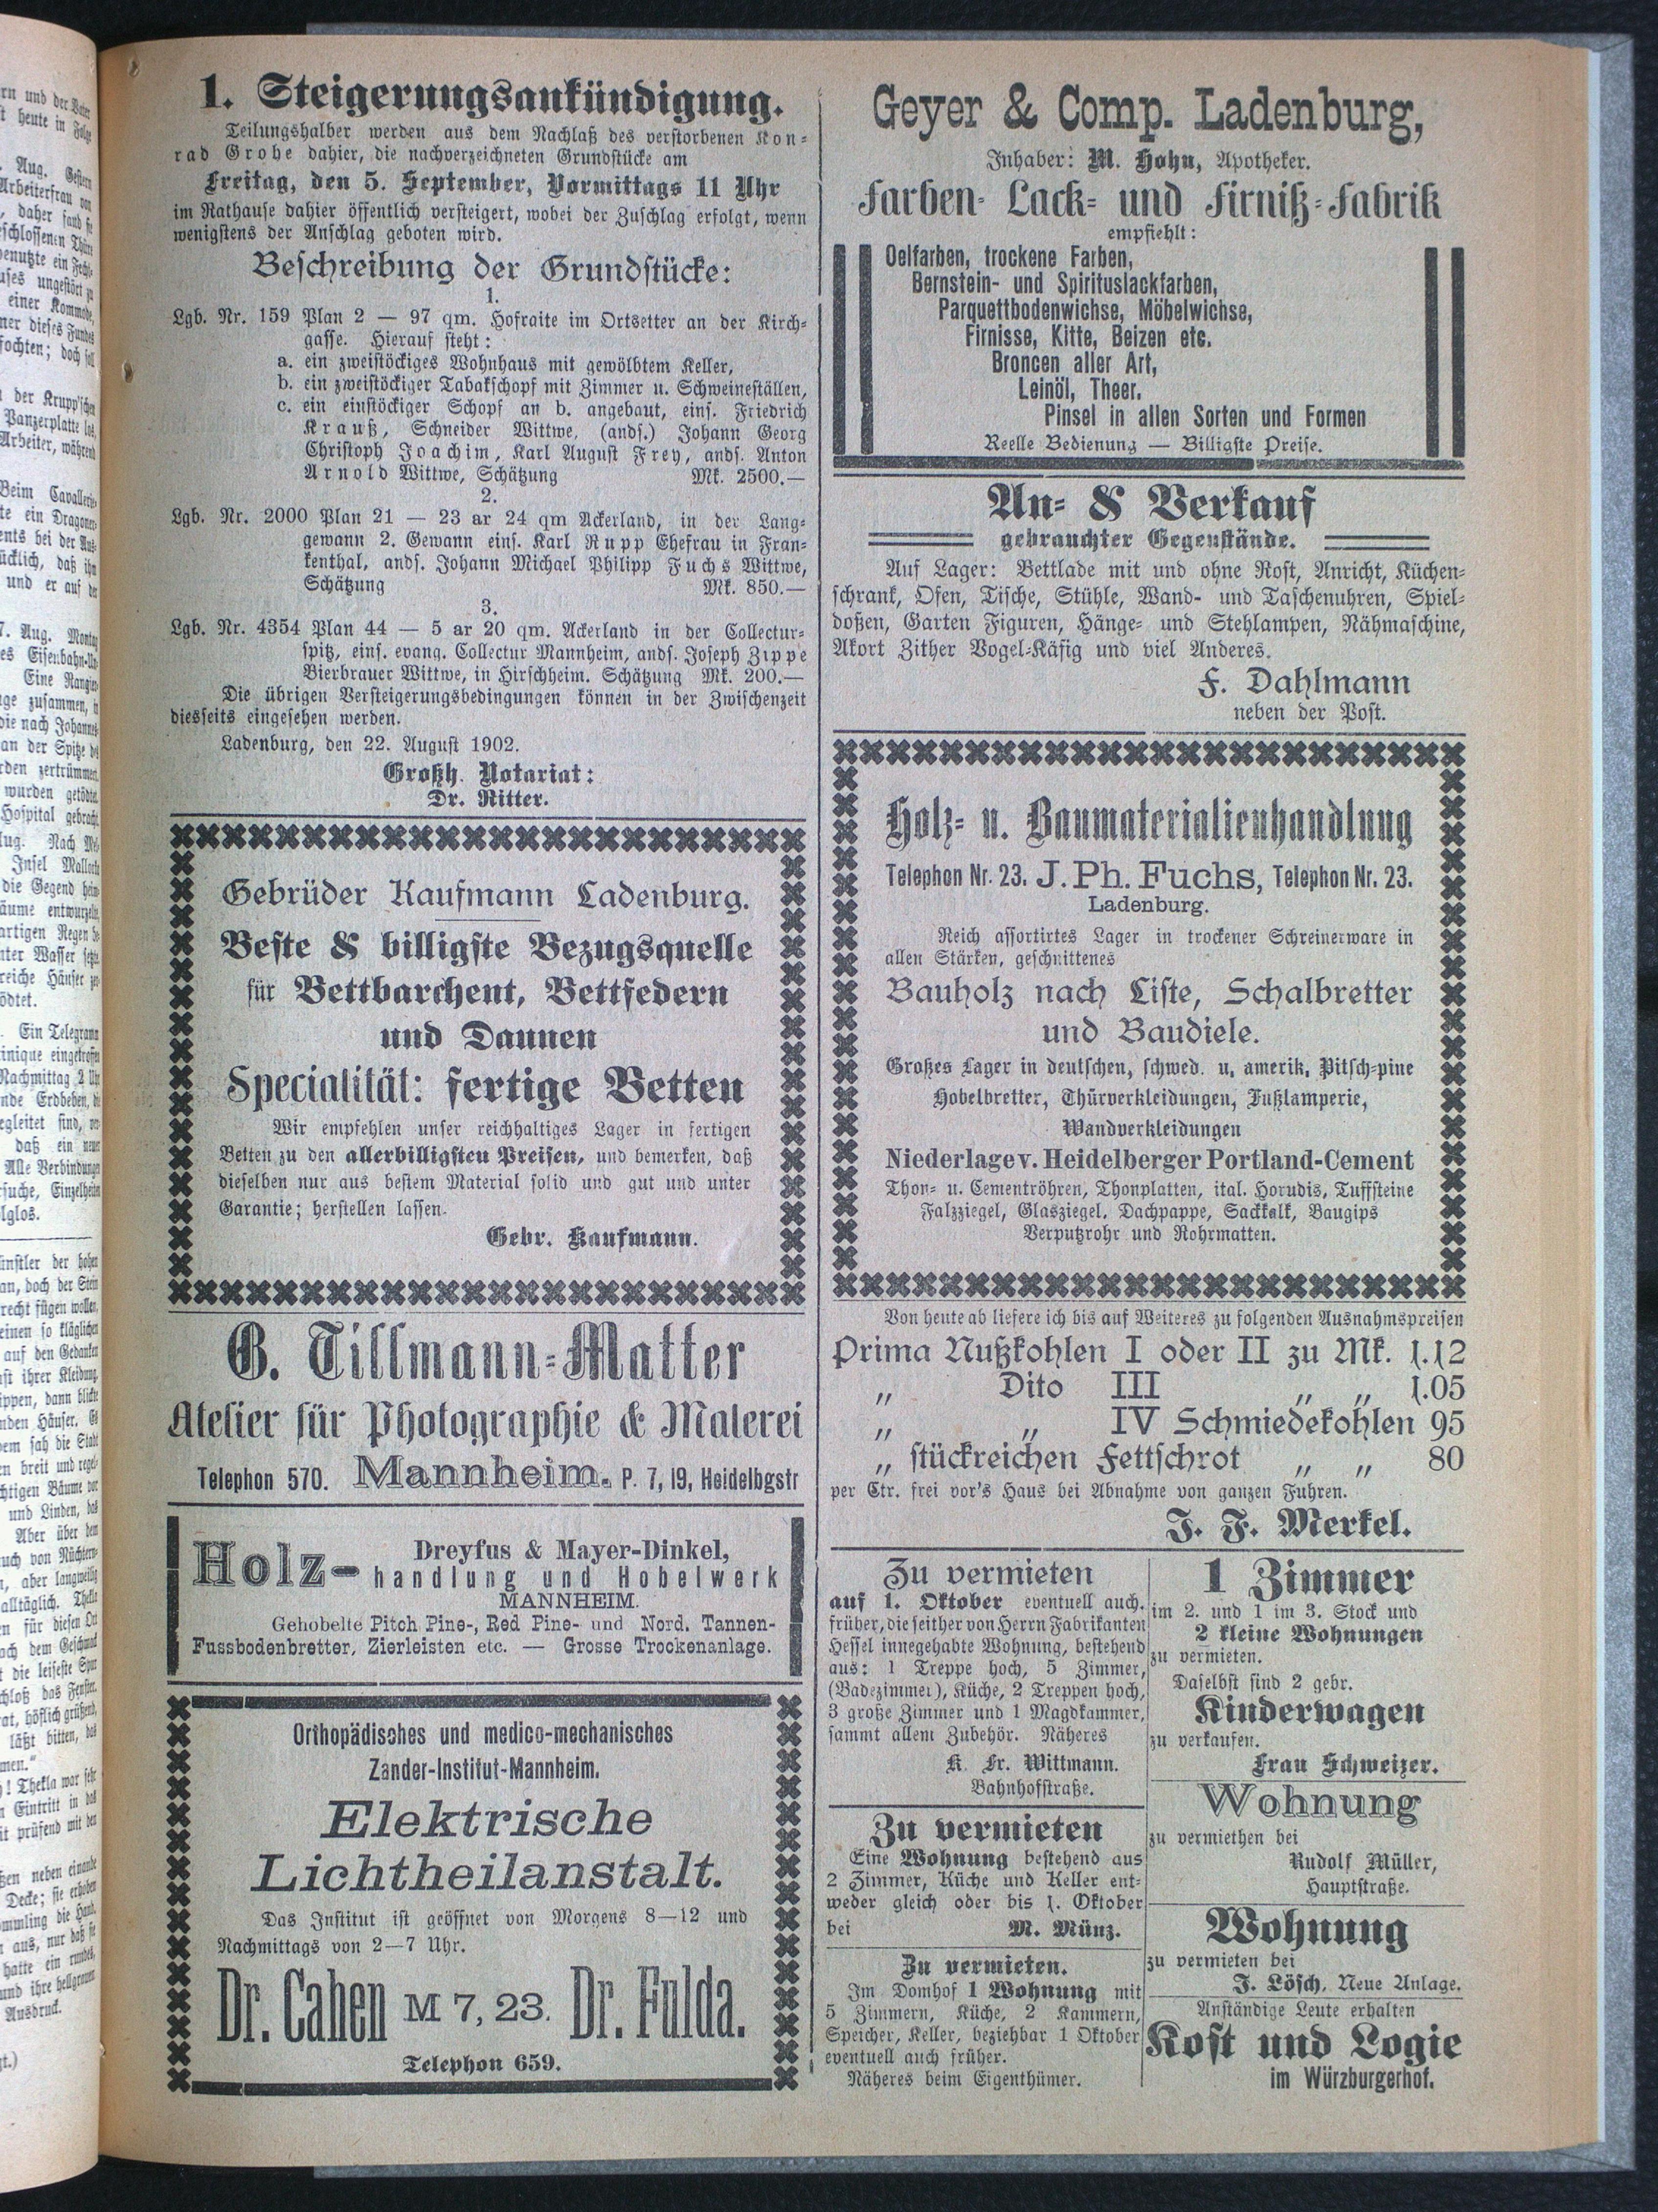 1. Steigerungsankündigung.
Teilungshalber werden aus dem Nachlaß des verstorbenen Kon-
rad Grohe dahier, die nachverzeichneten Grundstücke am
Freitag, den 5. September, Vormittags 11 Uhr
im Rathause dahier öffentlich versteigert, wobei der Zuschlag erfolgt, wenn
wenigstens der Anschlag geboten wird.
Beschreibung der Grundstücke:
1.
Lgb. Nr. 159 Plan 2 — 97 qm. Hofraite im Ortsetter an der Kirch-
gasse. Hierauf steht:
a. ein zweistöckiges Wohnhaus mit gewölbtem Keller,
b. ein zweistöckiger Tabakschopf mit Zimmer u. Schweineställen,
c. ein einstöckiger Schopf an b. angebaut, eins. Friedrich
Krauß, Schneider Wittwe, (ands.) Johann Georg
Christoph Joachim, Karl August Frey, ands. Anton
Arnold Wittwe, Schätzung Mk. 2500.—
2.
Lgb. Nr. 2000 Plan 21 — 23 ar 24 qm Ackerland, in der Lang-
gewann 2. Gewann eins. Karl Rupp Ehefrau in Fran-
kenthal, ands. Johann Michael Philipp Fuchs Wittwe,
Schätzung Mk. 850.—
3.
Lgb. Nr. 4354 Plan 44 — 5 ar 20 qm. Ackerland in der Collectur-
spitz, eins. evang. Collectur Mannheim, ands. Joseph Zippe
Bierbrauer Wittwe, in Hirschheim. Schätzung Mk. 200.—
Die übrigen Versteigerungsbedingungen können in der Zwischenzeit
diesseits eingesehen werden.
Ladenburg, den 22. August 1902.
Großh. Notariat:
Dr. Ritter.
Gebrüder Kaufmann Ladenburg.
Beste & billigste Bezugsquelle
für Bettbarchent, Bettfedern
und Daunen
Specialität: fertige Betten
Wir empfehlen unser reichhaltiges Lager in fertigen
Betten zu den allerbilligsten Preisen, und bemerken, daß
dieselben nur aus bestem Material solid und gut und unter
Garantie; herstellen lassen.
Gebr. Kaufmann.
G. Tillmann-Matter
Atelier für Photographie & Malerei
Telephon 570. Mannheim. P. 7, 19, Heidelbgstr
Holz- Dreyfus & Mayer-Dinkel,
handlung und Hobelwerk
MANNHEIM.
Gehobelte Pitch Pine-, Red Pine- und Nord. Tannen-
Fussbodenbretter, Zierleisten etc. — Grosse Trockenanlage.
Orthopädisches und medico-mechanisches
Zander-Institut-Mannheim.
Elektrische
Lichtheilanstalt.
Das Institut ist geöffnet von Morgens 8—12 und
Nachmittags von 2—7 Uhr.
Dr. Cahen M 7, 23. Dr. Fulda.
Telephon 659.
Geyer & Comp. Ladenburg,
Inhaber: M. Hohn, Apotheker.
Farben- Lack- und Firniß-Fabrik
empfiehlt:
Oelfarben, trockene Farben,
Bernstein- und Spirituslackfarben,
Parquettbodenwichse, Möbelwichse,
Firnisse, Kitte, Beizen etc.
Broncen aller Art,
Leinöl, Theer.
Pinsel in allen Sorten und Formen
Reelle Bedienung — Billigste Preise.
An- & Verkauf
gebrauchter Gegenstände.
Auf Lager: Bettlade mit und ohne Rost, Anricht, Küchen-
schrank, Ofen, Tische, Stühle, Wand- und Taschenuhren, Spiel-
doßen, Garten Figuren, Hänge- und Stehlampen, Nähmaschine,
Akort Zither Vogel-Käfig und viel Anderes.
F. Dahlmann
neben der Post.
Holz- u. Baumaterialienhandlung
Telephon Nr. 23. J. Ph. Fuchs, Telephon Nr. 23.
Ladenburg.
Reich assortirtes Lager in trockener Schreinerware in
allen Stärken, geschnittenes
Bauholz nach Liste, Schalbretter
und Baudiele.
Großes Lager in deutschen, schwed. u. amerik. Pitsch-pine
Hobelbretter, Thürverkleidungen, Fußlamperie,
Wandverkleidungen
Niederlage v. Heidelberger Portland-Cement
Thon- u. Cementröhren, Thonplatten, ital. Horudis, Tuffsteine
Falzziegel, Glasziegel, Dachpappe, Sackkalk, Baugips
Verputzrohr und Rohrmatten.
Von heute ab liefere ich bis auf Weiteres zu folgenden Ausnahmspreisen
Prima Nußkohlen I oder II zu Mk. 1.12
„ Dito III „ „ 1.05
„ „ IV Schmiedekohlen 95
„ stückreichen Fettschrot „ „ 80
per Ctr. frei vor's Haus bei Abnahme von ganzen Fuhren.
J. F. Merkel.
Zu vermieten
auf 1. Oktober eventuell auch.
früher, die seither von Herrn Fabrikanten
Hessel innegehabte Wohnung, bestehend
aus: 1 Treppe hoch, 5 Zimmer,
(Badezimmer), Küche, 2 Treppen hoch,
3 große Zimmer und 1 Magdkammer,
sammt allem Zubehör. Näheres
K. Fr. Wittmann.
Bahnhofstraße.
Zu vermieten
Eine Wohnung bestehend aus
2 Zimmer, Küche und Keller ent-
weder gleich oder bis 1. Oktober
bei M. Münz.
Zu vermieten.
Im Domhof 1 Wohnung mit
5 Zimmern, Küche, 2 Kammern,
Speicher, Keller, beziehbar 1 Oktober
eventuell auch früher.
Näheres beim Eigenthümer.
1 Zimmer
im 2. und 1 im 3. Stock und
2 kleine Wohnungen
zu vermieten.
Daselbst sind 2 gebr.
Kinderwagen
zu verkaufen.
Frau Schweizer.
Wohnung
zu vermiethen bei
Rudolf Müller,
Hauptstraße.
Wohnung
zu vermieten bei
J. Lösch, Neue Anlage.
Anständige Leute erhalten
Kost und Logie
im Würzburgerhof.